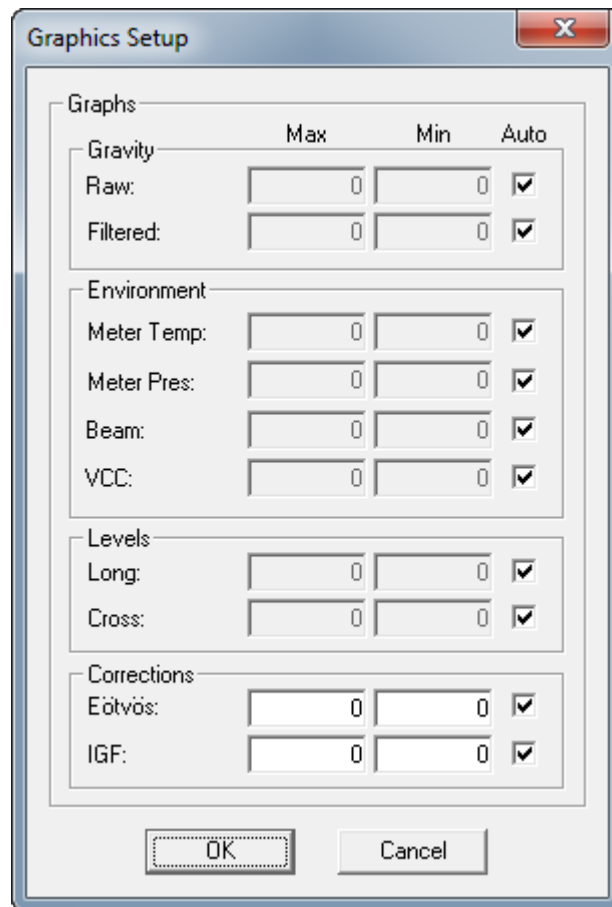 Graphics Setup
Graphs
Max Min Auto
Gravity
Raw: 0 0
Filtered: 0 0
Environment
Meter Temp: 0 0
Meter Pres: 0 0
Beam: 0 0
VCC: 0 0
Levels
Long: 0 0
Cross: 0 0
Corrections
Eötvös: 0 0
IGF: 0 0
OK Cancel